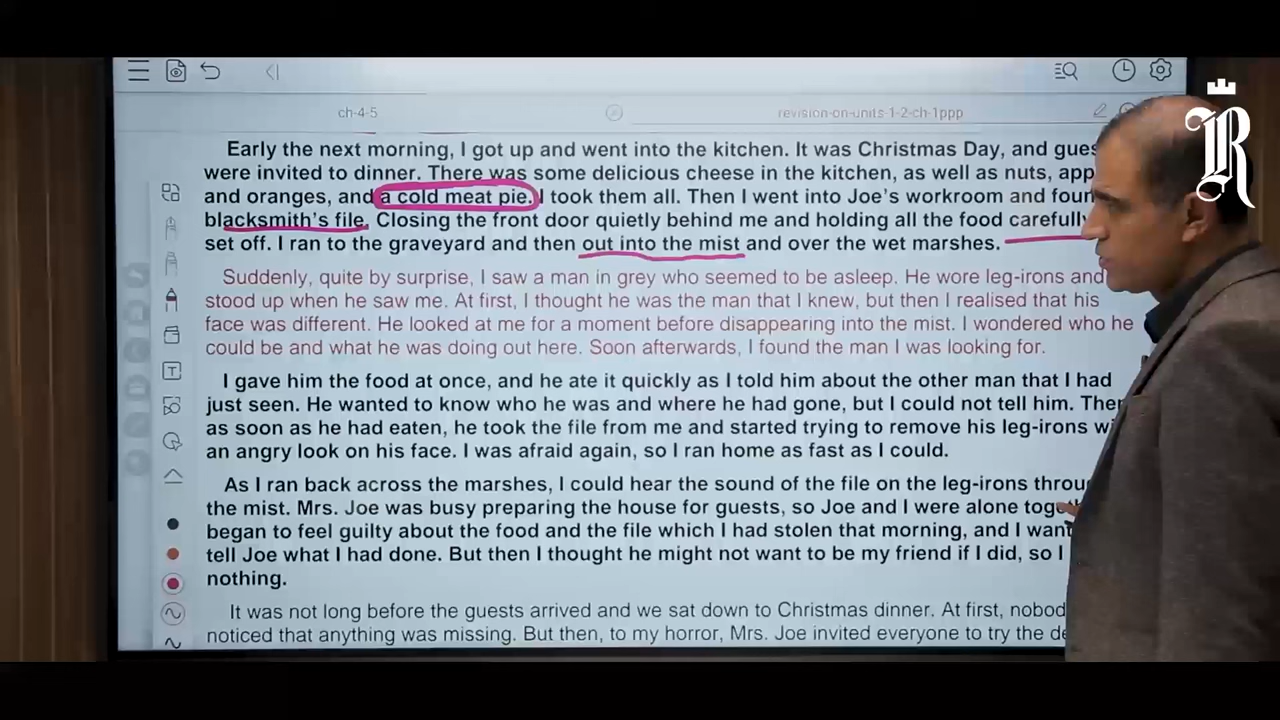 ch-4-5
revision-on-units-1-2-ch-1ppp
R
Early the next morning, I got up and went into the kitchen. It was Christmas Day, and
were invited to dinner. There was some delicious cheese in the kitchen, as well as nuts,
and oranges, and a cold meat pie. I took them all. Then I went into Joe's workroom and
blacksmith's file. Closing the front door quietly behind me and holding all the food carefully
set off. I ran to the graveyard and then out into the mist and over the wet marshes.
Suddenly, quite by surprise, I saw a man in grey who seemed to be asleep. He wore leg-irons and
stood up when he saw me. At first, I thought he was the man that I knew, but then I realised that his
face was different. He looked at me for a moment before disappearing into the mist. I wondered who he
could be and what he was doing out here. Soon afterwards, I found the man I was looking for.
I gave him the food at once, and he ate it quickly as I told him about the other man that I had
just seen. He wanted to know who he was and where he had gone, but I could not tell him.
as soon as he had eaten, he took the file from me and started trying to remove his leg-irons
an angry look on his face. I was afraid again, so I ran home as fast as I could.
As I ran back across the marshes, I could hear the sound of the file on the leg-irons
the mist. Mrs. Joe was busy preparing the house for guests, so Joe and I were alone
began to feel guilty about the food and the file which I had stolen that morning, and I
tell Joe what I had done. But then I thought he might not want to be my friend if I did, so I
nothing.
It was not long before the guests arrived and we sat down to Christmas dinner. At first,
noticed that anything was missing. But then, to my horror, Mrs. Joe invited everyone to try the